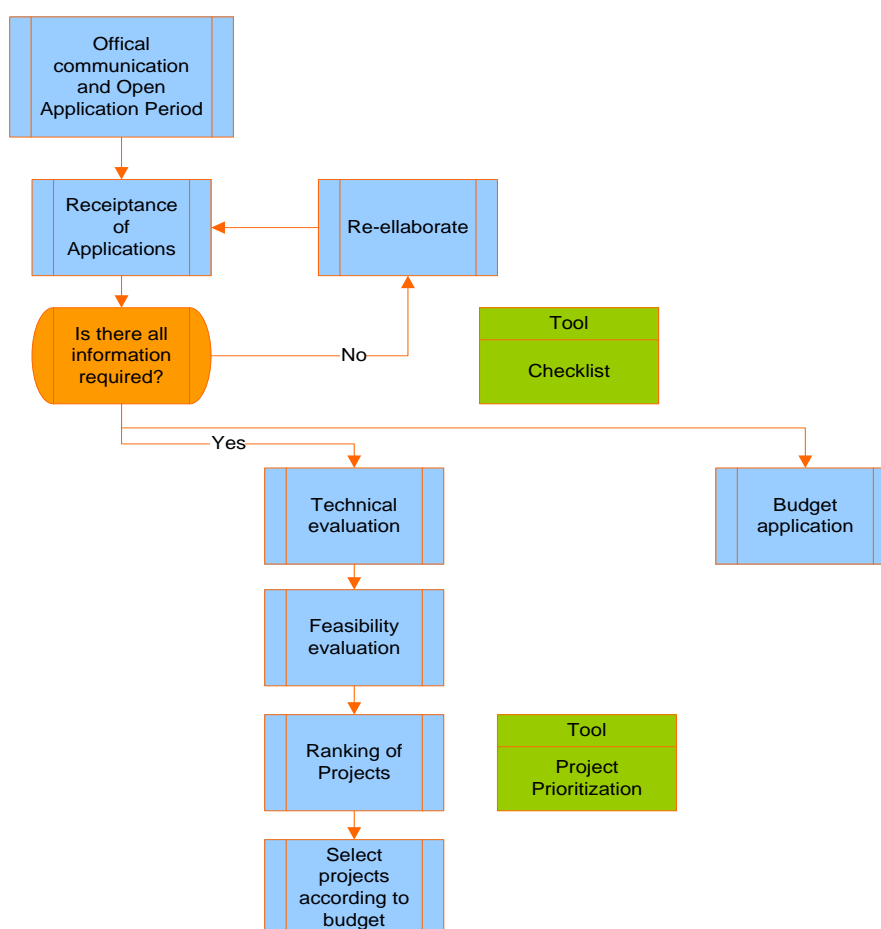 Offical
communication
and Open
Application Period
Receiptance
of
Applications
Re-ellaborate
Is there all
information
required?
No
Tool
Checklist
Yes
Technical
evaluation
Budget
application
Feasibility
evaluation
Ranking of
Projects
Tool
Project
Prioritization
Select
projects
according to
budget